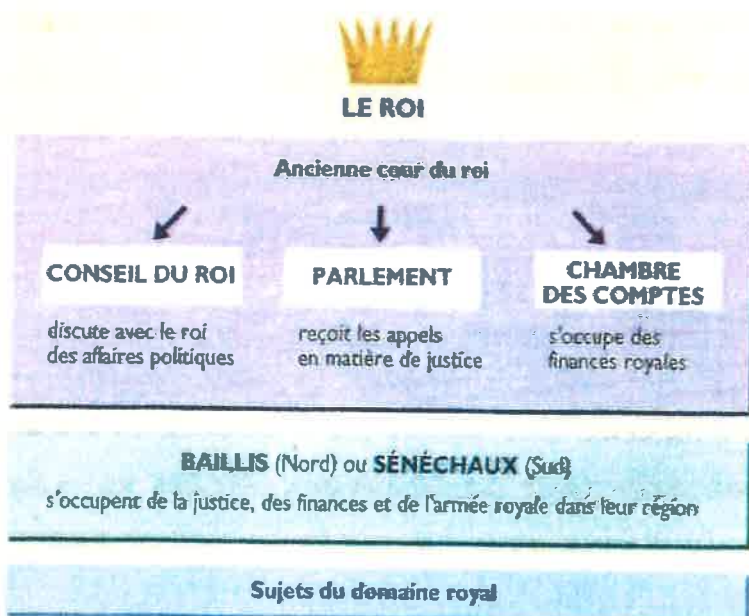 LE ROI
Ancienne cour du roi
CONSEIL DU ROI
discute avec le roi
des affaires politiques
PARLEMENT
reçoit les appels
en matière de justice
CHAMBRE
DES COMPTES
s'occupe des
finances royales
BAILLIS (Nord) ou SÉNÉCHAUX (Sud)
s'occupent de la justice, des finances et de l'armée royale dans leur région
Sujets du domaine royal